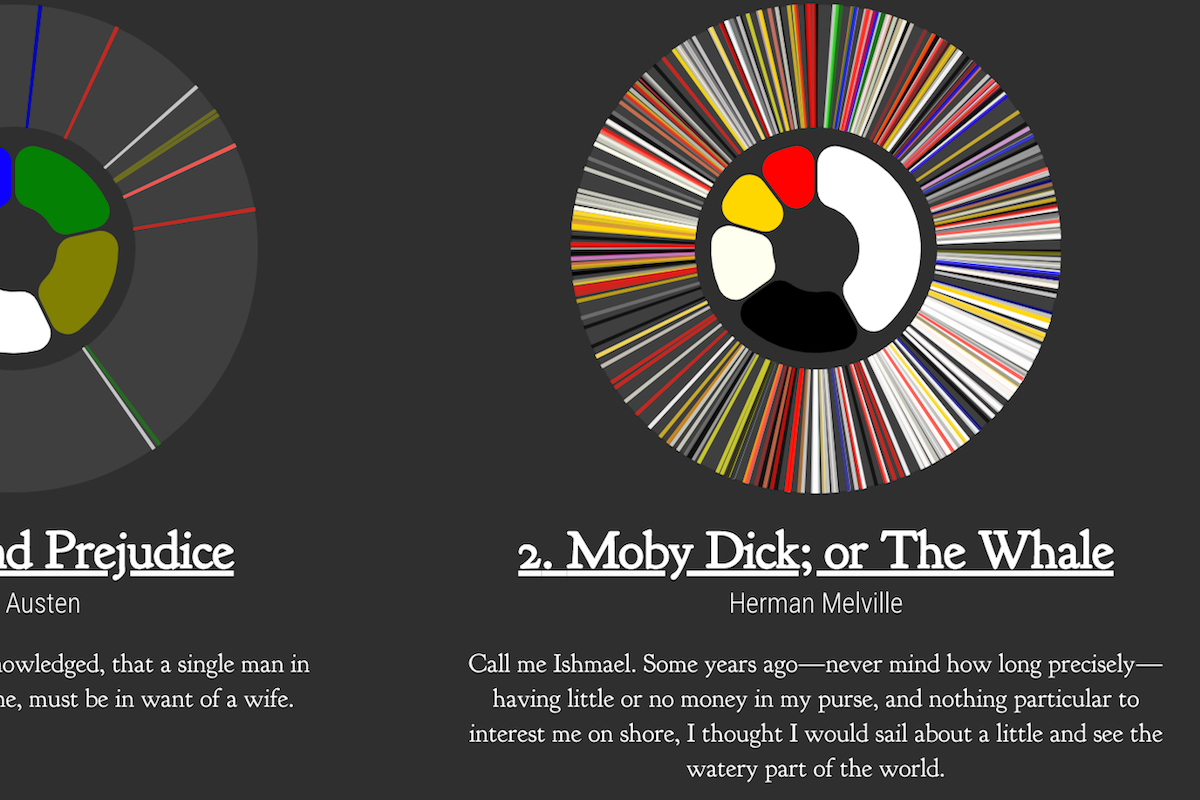 nd Prejudice
Austen
nowledged, that a single man in
ne, must be in want of a wife.
2. Moby Dick; or The Whale
Herman Melville
Call me Ishmael. Some years ago—never mind how long precisely—
having little or no money in my purse, and nothing particular to
interest me on shore, I thought I would sail about a little and see the
watery part of the world.